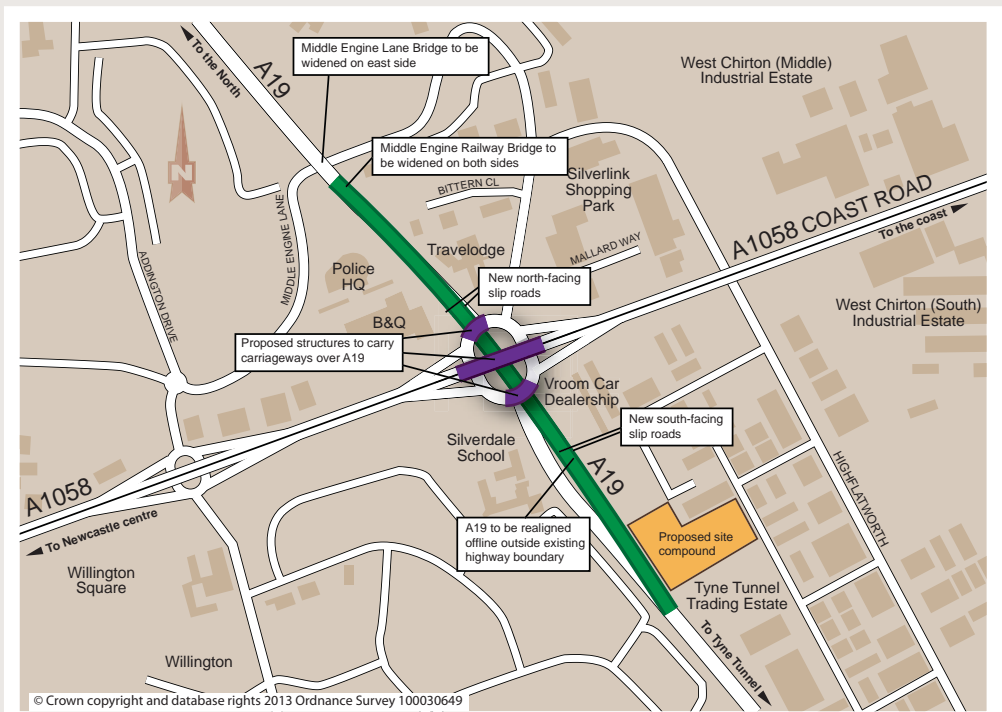 Middle Engine Lane Bridge to be
widened on east side
To the North
A19
West Chirton (Middle)
Industrial Estate
Middle Engine Railway Bridge to
be widened on both sides
N
BITTERN CL
Silverlink
Shopping
Park
A1058 COAST ROAD
To the coast
MIDDLE ENGINE LANE
ADDINGTON DRIVE
Travelodge
MALLARD WAY
Police
HQ
New north-facing
slip roads
West Chirton (South)
Industrial Estate
B&Q
Proposed structures to carry
carriageways over A19
Vroom Car
Dealership
New south-facing
slip roads
Silverdale
School
A19
HIGHFLATWORTH
A1058
To Newcastle centre
A19 to be realigned
offline outside existing
highway boundary
Proposed site
compound
Willington
Square
Tyne Tunnel
Trading Estate
To Tyne Tunnel
Willington
© Crown copyright and database rights 2013 Ordnance Survey 100030649